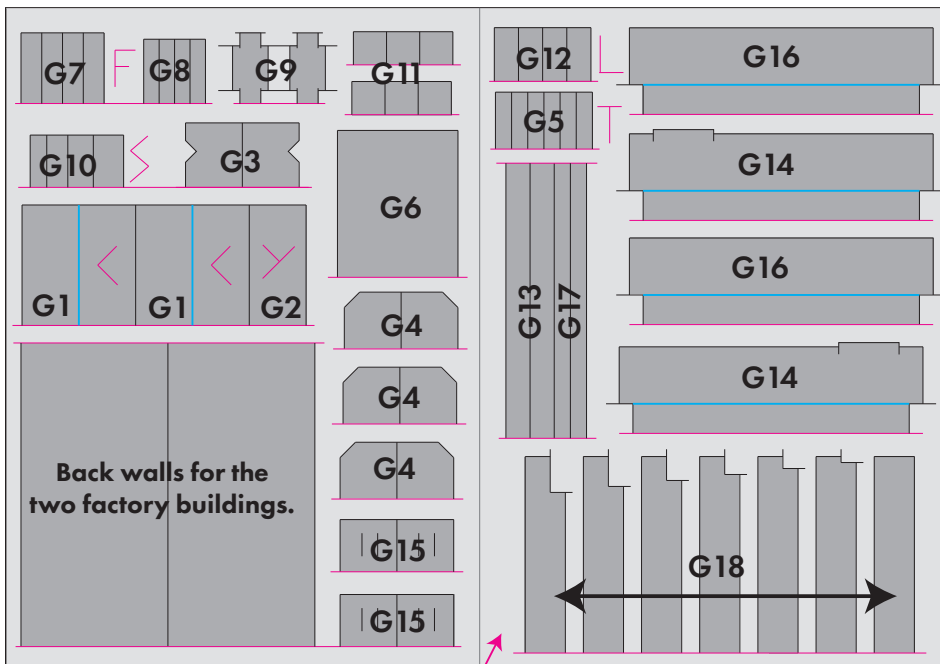 G7
F
G8
G9
G11
G10
G3
G6
G1
G1
G2
G4
G4
G4
G15
G15
Back walls for the
two factory buildings.
G12
L
G16
G5
T
G14
G13
G17
G16
G14
G18